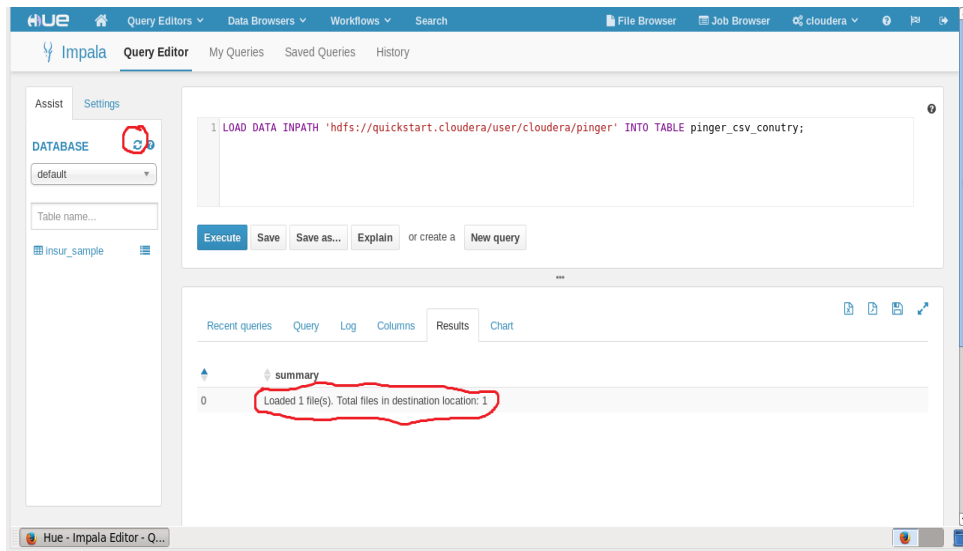 HUE Query Editors Data Browsers Workflows Search File Browser Job Browser cloudera
Impala Query Editor My Queries Saved Queries History
Assist Settings
DATABASE
default
Table name...
insur_sample
1 LOAD DATA INPATH 'hdfs://quickstart.cloudera/user/cloudera/pinger' INTO TABLE pinger_csv_conutry;
Execute Save Save as... Explain or create a New query
Recent queries Query Log Columns Results Chart
summary
0 Loaded 1 file(s). Total files in destination location: 1
Hue - Impala Editor - Q...